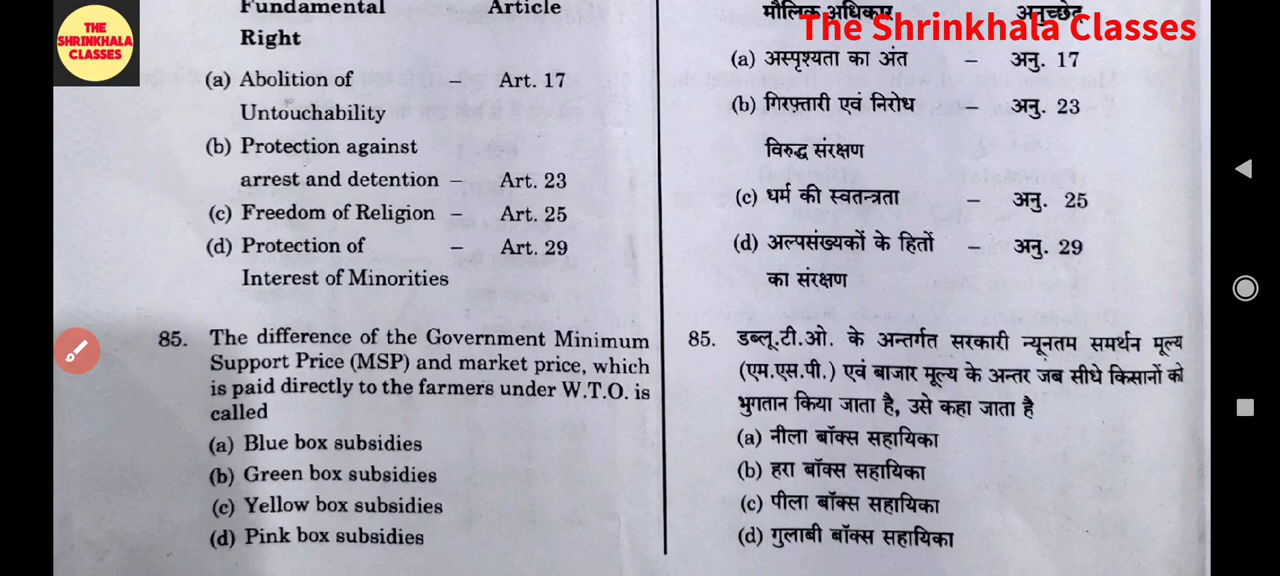 THE
SHRINKHALA
CLASSES
The Shrinkhala Classes
Fundamental Article
Right
(a) Abolition of – Art. 17
Untouchability
(b) Protection against
arrest and detention – Art. 23
(c) Freedom of Religion – Art. 25
(d) Protection of – Art. 29
Interest of Minorities
85. The difference of the Government Minimum
Support Price (MSP) and market price, which
is paid directly to the farmers under W.T.O. is
called
(a) Blue box subsidies
(b) Green box subsidies
(c) Yellow box subsidies
(d) Pink box subsidies
मौलिक अधिकार अनुच्छेद
(a) अस्पृश्यता का अंत – अनु. 17
(b) गिरफ़्तारी एवं निरोध – अनु. 23
विरुद्ध संरक्षण
(c) धर्म की स्वतन्त्रता – अनु. 25
(d) अल्पसंख्यकों के हितों – अनु. 29
का संरक्षण
85. डब्लू.टी.ओ. के अन्तर्गत सरकारी न्यूनतम समर्थन मूल्य
(एम.एस.पी.) एवं बाजार मूल्य के अन्तर जब सीधे किसानों को
भुगतान किया जाता है, उसे कहा जाता है
(a) नीला बॉक्स सहायिका
(b) हरा बॉक्स सहायिका
(c) पीला बॉक्स सहायिका
(d) गुलाबी बॉक्स सहायिका